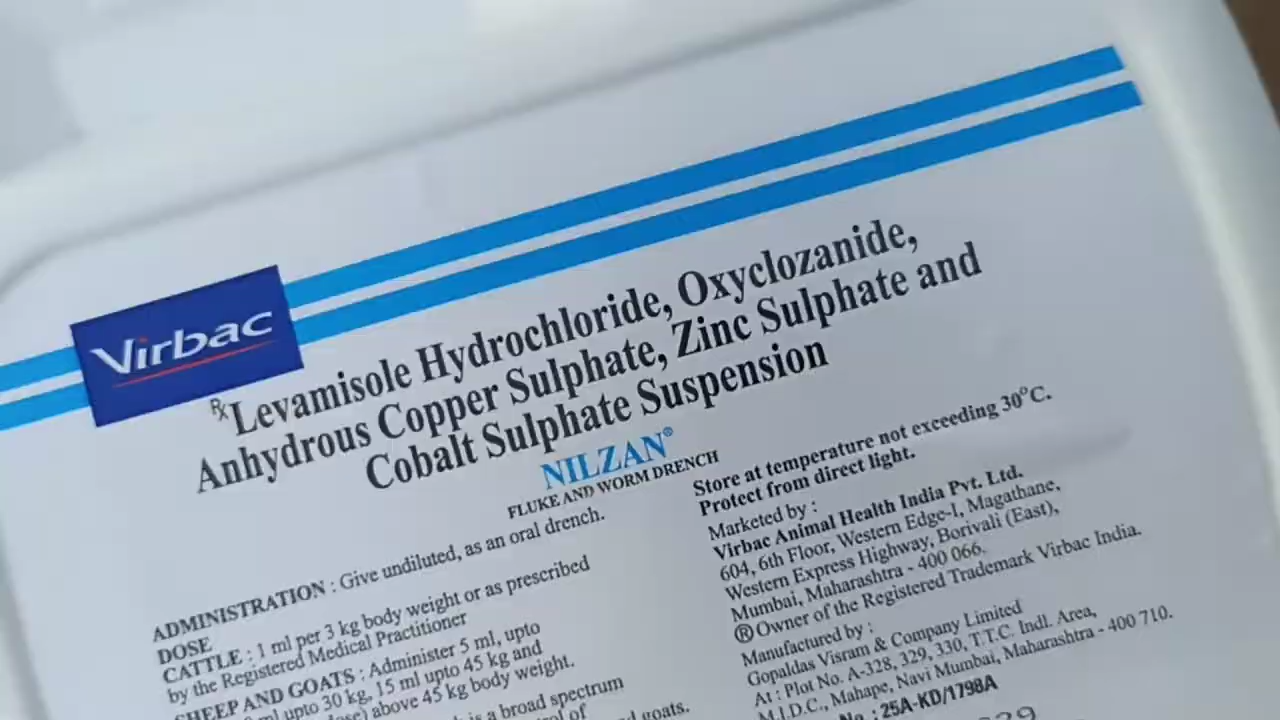 Virbac
RxLevamisole Hydrochloride, Oxyclozanide,
Anhydrous Copper Sulphate, Zinc Sulphate and
Cobalt Sulphate Suspension
NILZAN®
FLUKE AND WORM DRENCH
ADMINISTRATION : Give undiluted, as an oral drench.
DOSE
CATTLE : 1 ml per 3 kg body weight or as prescribed
by the Registered Medical Practitioner
SHEEP AND GOATS : Administer 5 ml, upto
upto 30 kg, 15 ml upto 45 kg and
above 45 kg body weight.
is a broad spectrum
of
goats.
Store at temperature not exceeding 30°C.
Protect from direct light.
Marketed by :
Virbac Animal Health India Pvt. Ltd.
604, 6th Floor, Western Edge-I, Magathane,
Western Express Highway, Borivali (East),
Mumbai, Maharashtra - 400 066.
®Owner of the Registered Trademark Virbac India.
Manufactured by :
Gopaldas Visram & Company Limited
At : Plot No. A-328, 329, 330, T.T.C. Indl. Area,
M.I.D.C., Mahape, Navi Mumbai, Maharashtra - 400 710.
No. : 25A-KD/1798A